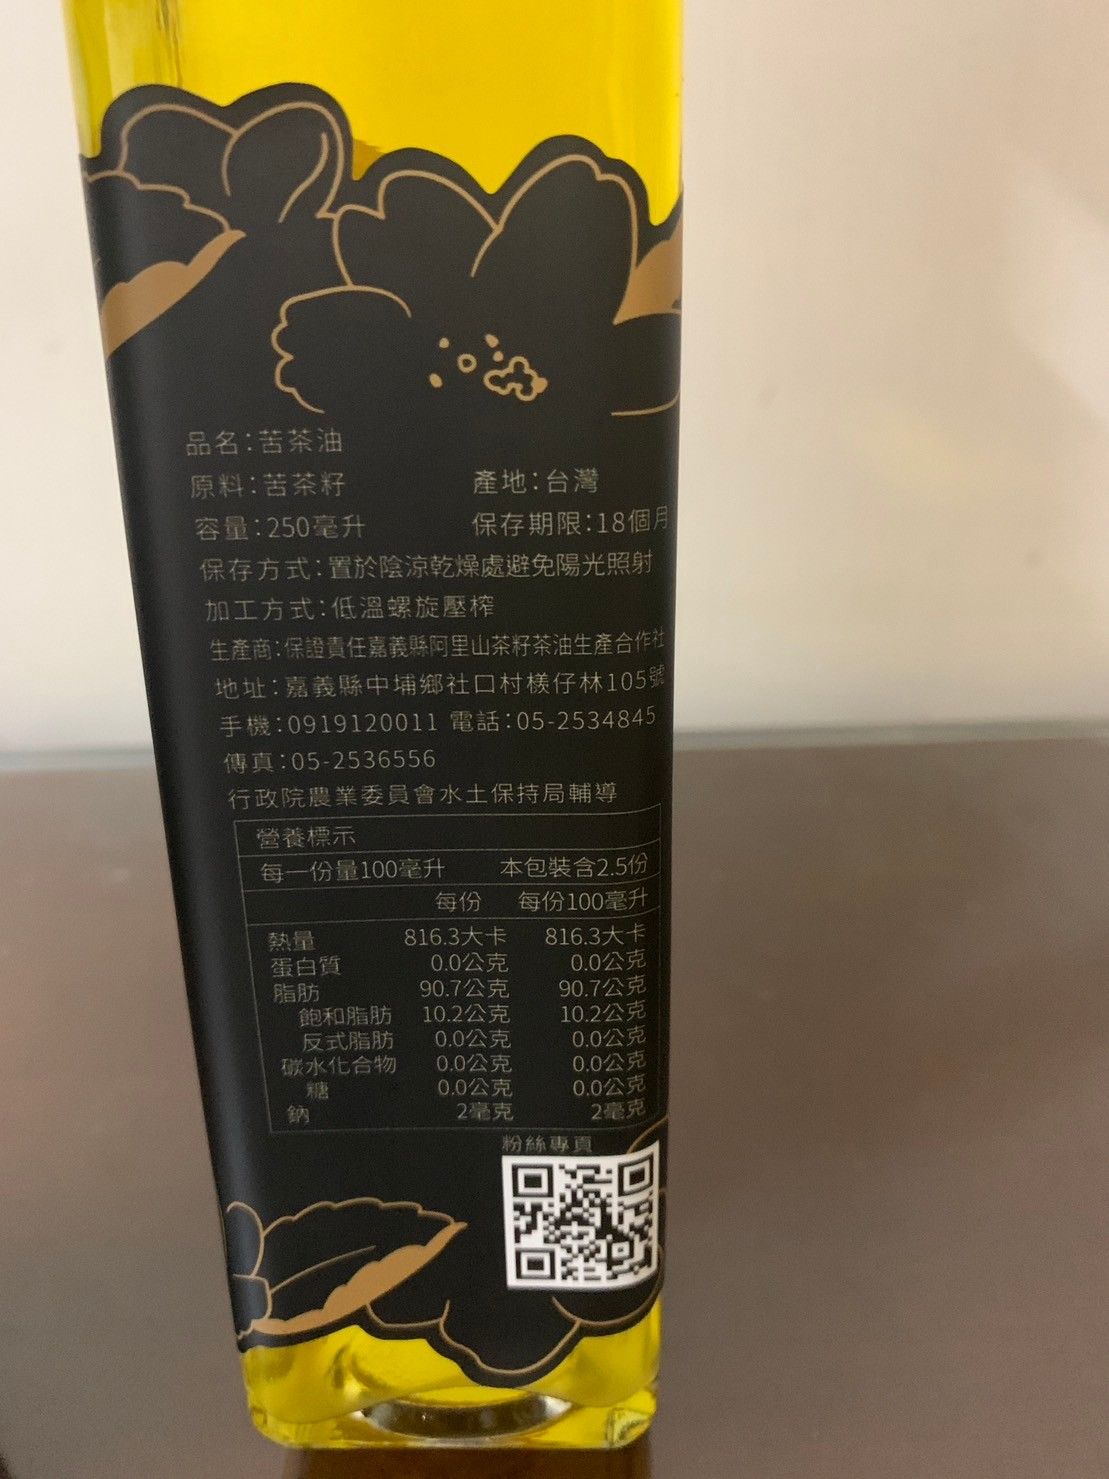 品名:苦茶油
原料:苦茶籽 產地:台灣
容量:250毫升 保存期限:18個月
保存方式:置於陰涼乾燥處避免陽光照射
加工方式:低溫螺旋壓榨
生產商:保證責任嘉義縣阿里山茶籽茶油生產合作社
地址:嘉義縣中埔鄉社口村檨仔林105號
手機:0919120011 電話:05-2534845
傳真:05-2536556
行政院農業委員會水土保持局輔導
營養標示
每一份量100毫升 本包裝含2.5份
每份 每份100毫升
熱量 816.3大卡 816.3大卡
蛋白質 0.0公克 0.0公克
脂肪 90.7公克 90.7公克
飽和脂肪 10.2公克 10.2公克
反式脂肪 0.0公克 0.0公克
碳水化合物 0.0公克 0.0公克
糖 0.0公克 0.0公克
鈉 2毫克 2毫克
粉絲專頁